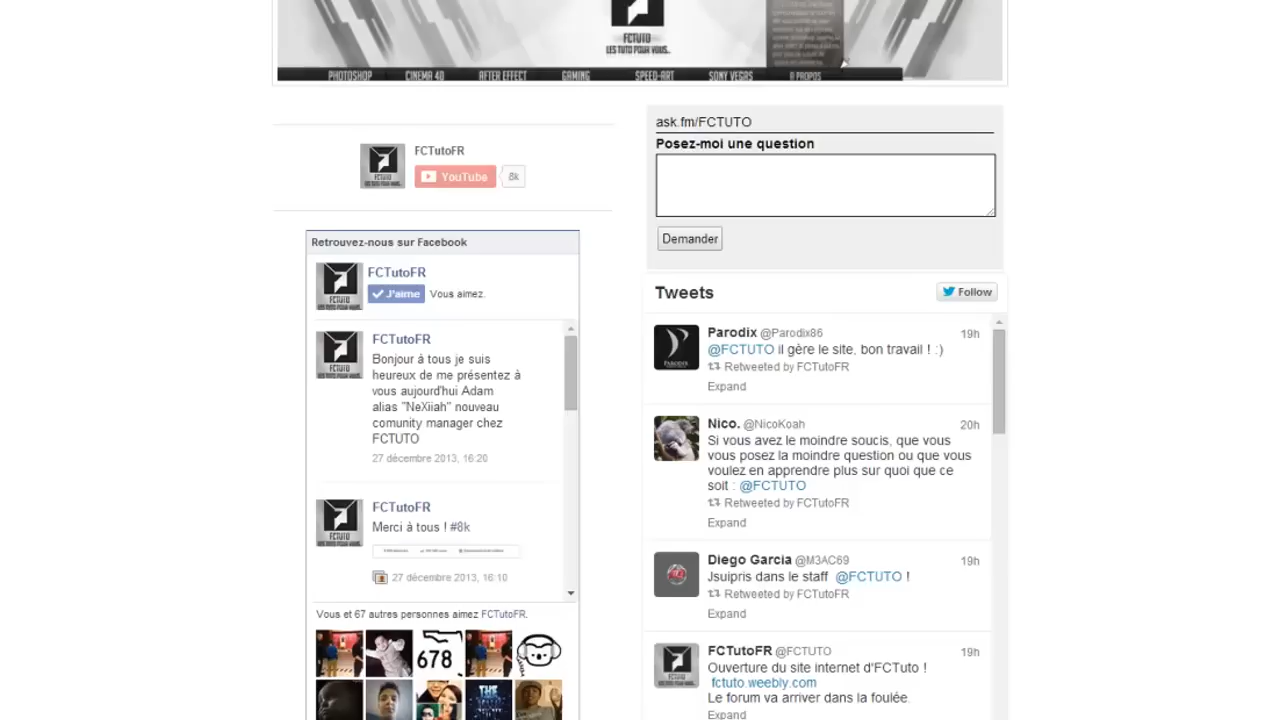 FCTUTO
LES TUTO POUR VOUS..
PHOTOSHOP CINEMA 4D AFTER EFFECT GAMING SPEED-ART SONY VEGAS A PROPOS
FCTutoFR
YouTube 8k
Retrouvez-nous sur Facebook
FCTutoFR
J'aime Vous aimez.
FCTutoFR
Bonjour à tous je suis
heureux de me présentez à
vous aujourd'hui Adam
alias "NeXiiah" nouveau
comunity manager chez
FCTUTO
27 décembre 2013, 16:20
FCTutoFR
Merci à tous ! #8k
27 décembre 2013, 16:10
Vous et 67 autres personnes aimez FCTutoFR.
678
THE
ask.fm/FCTUTO
Posez-moi une question
Demander
Tweets Follow
Parodix @Parodix86 19h
@FCTUTO il gère le site, bon travail ! :)
Retweeted by FCTutoFR
Expand
Nico. @NicoKoah 20h
Si vous avez le moindre soucis, que vous
vous posez la moindre question ou que vous
voulez en apprendre plus sur quoi que ce
soit : @FCTUTO
Retweeted by FCTutoFR
Expand
Diego Garcia @M3AC69 19h
Jsuipris dans le staff @FCTUTO !
Retweeted by FCTutoFR
Expand
FCTutoFR @FCTUTO 19h
Ouverture du site internet d'FCTuto !
fctuto.weebly.com
Le forum va arriver dans la foulée.
Expand